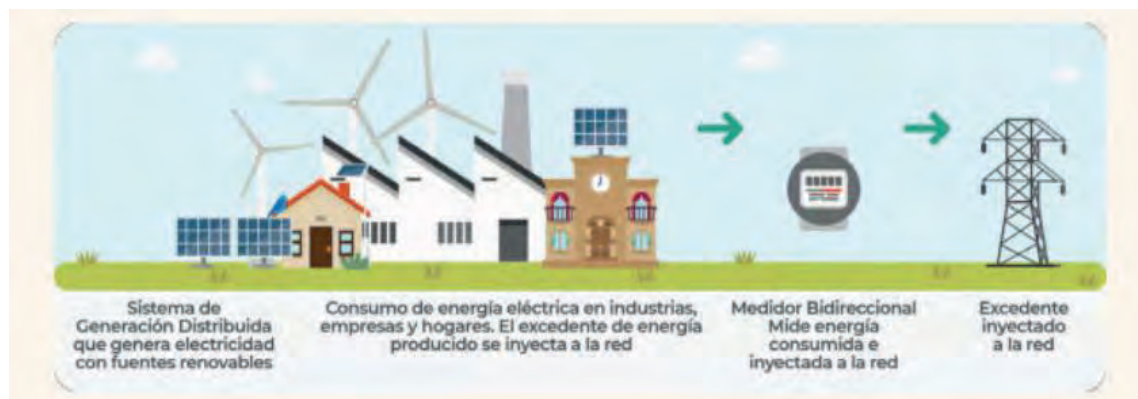 Sistema de
Generación Distribuida
que genera electricidad
con fuentes renovables
Consumo de energía eléctrica en industrias,
empresas y hogares. El excedente de energía
producido se inyecta a la red
Medidor Bidireccional
Mide energía
consumida e
inyectada a la red
Excedente
inyectado
a la red